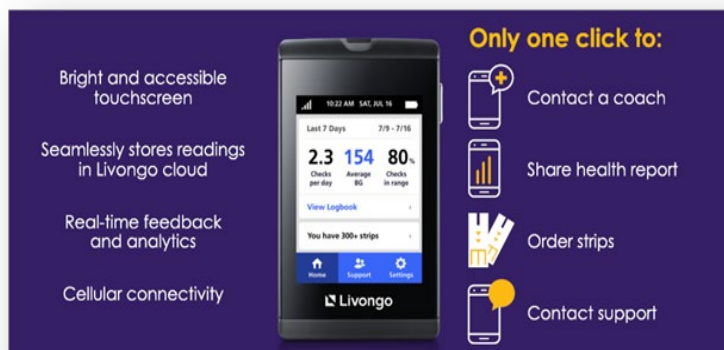 Bright and accessible
touchscreen
Seamlessly stores readings
in Livongo cloud
Real-time feedback
and analytics
Cellular connectivity
10:22 AM SAT, JUL 16
Last 7 Days 7/9 - 7/16
2.3 154 80%
Checks per day
Average BG
Checks in range
View Logbook
You have 300+ strips
Home Support Settings
Livongo
Only one click to:
Contact a coach
Share health report
Order strips
Contact support